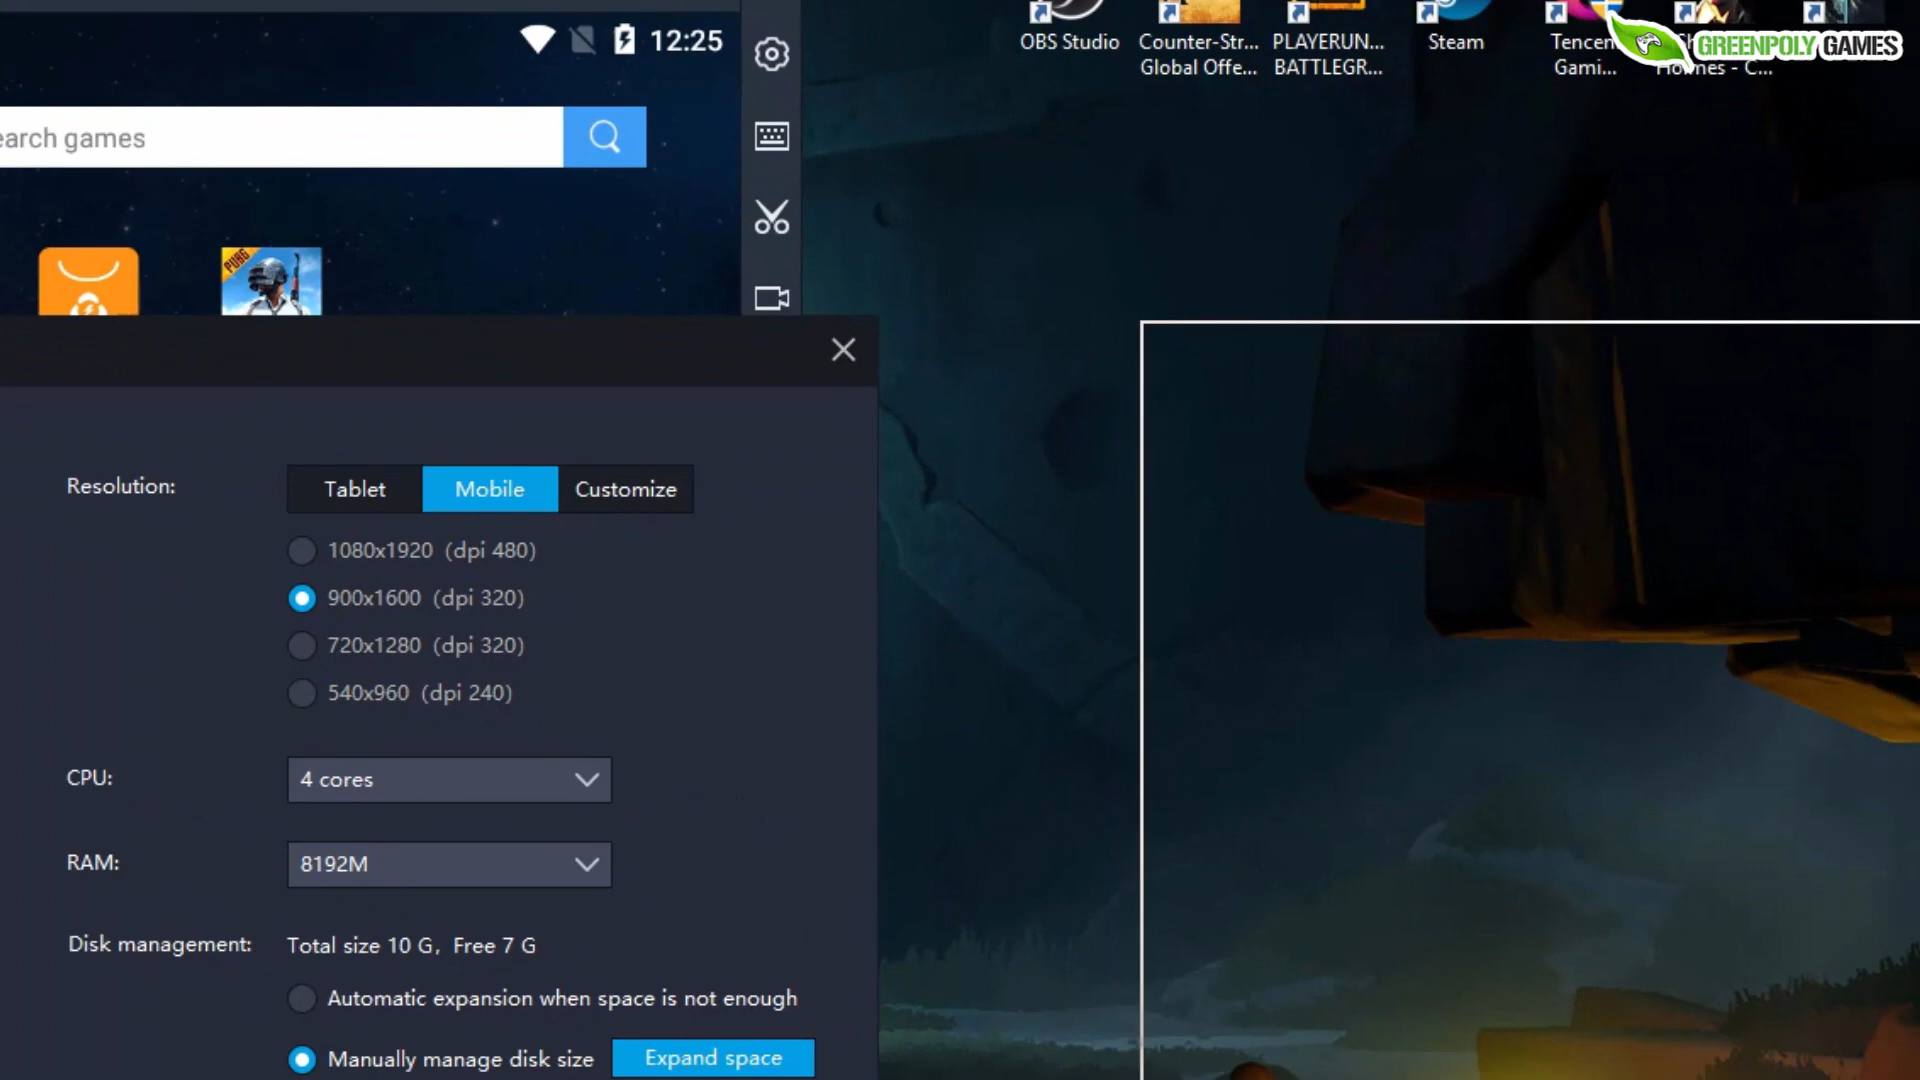 12:25
earch games
OBS Studio
Counter-Str...
Global Offe...
PLAYERUN...
BATTLEGR...
Steam
Tencen
Gami...
GREENPOLY GAMES
PUBG
Resolution:
Tablet
Mobile
Customize
1080x1920 (dpi 480)
900x1600 (dpi 320)
720x1280 (dpi 320)
540x960 (dpi 240)
CPU:
4 cores
RAM:
8192M
Disk management:
Total size 10 G, Free 7 G
Automatic expansion when space is not enough
Manually manage disk size
Expand space